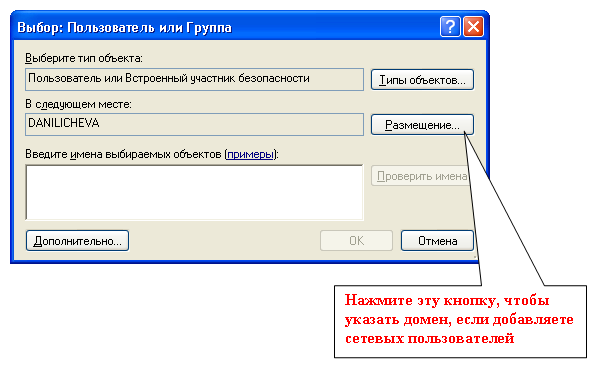 Выбор: Пользователь или Группа
Выберите тип объекта:
Пользователь или Встроенный участник безопасности
Типы объектов...
В следующем месте:
DANILICHEVA
Размещение...
Введите имена выбираемых объектов (примеры):
Проверить имена
Дополнительно...
OK
Отмена
Нажмите эту кнопку, чтобы
указать домен, если добавляете
сетевых пользователей